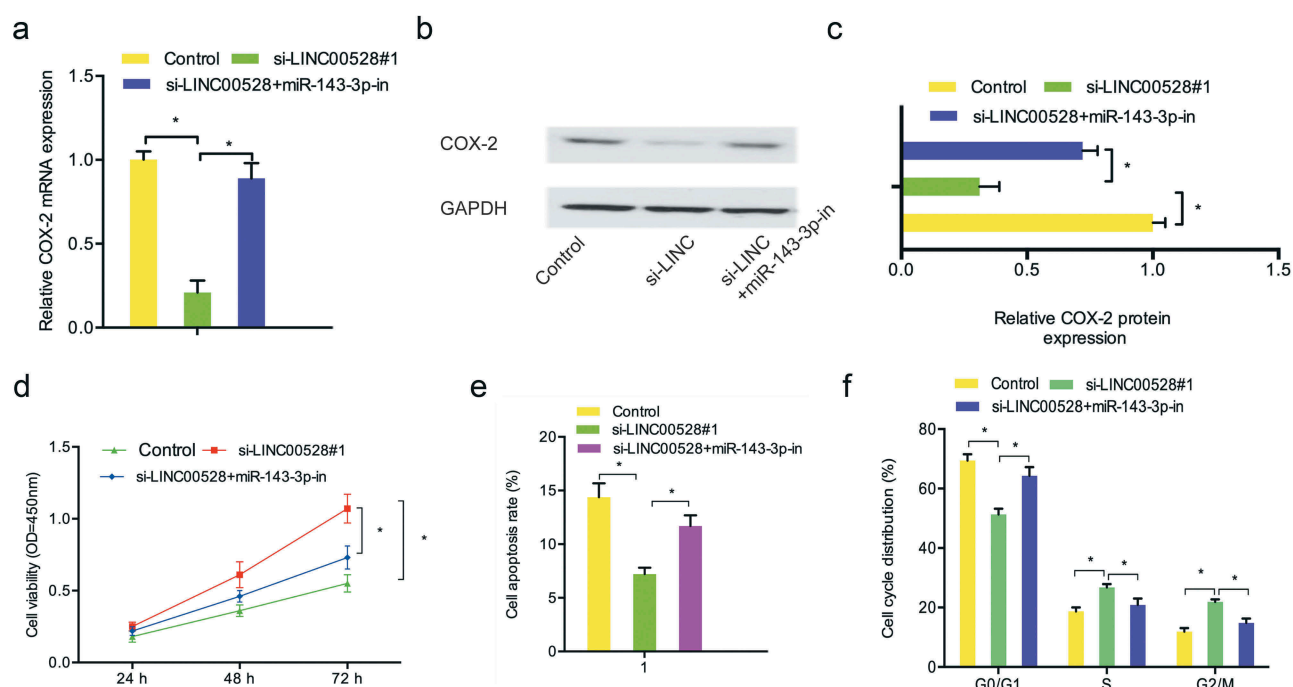 a
Control
si-LINC00528#1
si-LINC00528+miR-143-3p-in
Relative COX-2 mRNA expression
1.5
1.0
0.5
0.0
*
*
b
COX-2
GAPDH
Control
si-LINC
si-LINC
+miR-143-3p-in
c
Control
si-LINC00528#1
si-LINC00528+miR-143-3p-in
*
*
0.0
0.5
1.0
1.5
Relative COX-2 protein
expression
d
Control
si-LINC00528#1
si-LINC00528+miR-143-3p-in
Cell viability (OD=450nm)
1.5
1.0
0.5
0.0
*
*
24 h
48 h
72 h
e
Control
si-LINC00528#1
si-LINC00528+miR-143-3p-in
Cell apoptosis rate (%)
20
15
10
5
0
*
*
1
f
Control
si-LINC00528#1
si-LINC00528+miR-143-3p-in
Cell cycle distribution (%)
80
60
40
20
0
*
*
*
*
*
*
G0/G1
S
G2/M